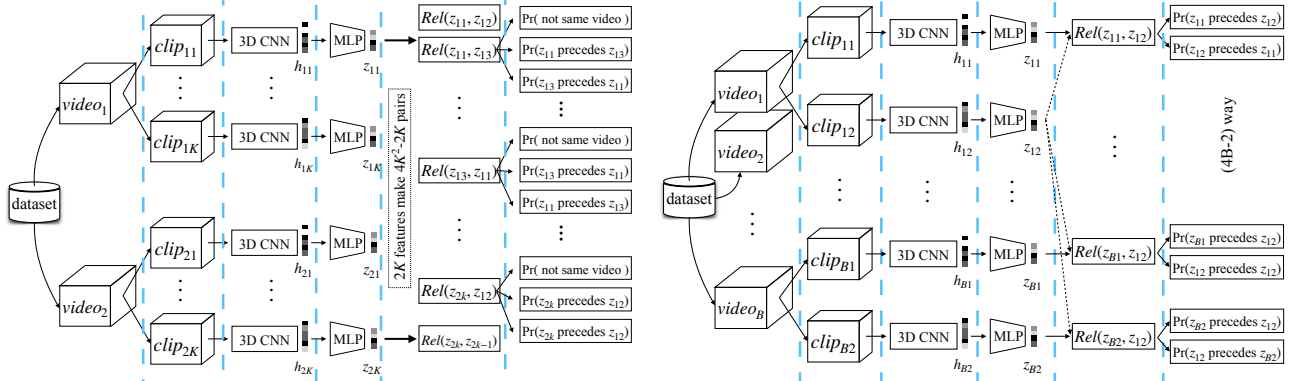 dataset
video1
video2
clip11
⋮
clip1K
clip21
⋮
clip2K
3D CNN
h11
MLP
z11
⋮
3D CNN
h1K
MLP
z1K
3D CNN
h21
MLP
z21
⋮
3D CNN
h2K
MLP
z2K
2K features make 4K²-2K pairs
Rel(z11, z12)
Rel(z11, z13)
Pr( not same video )
Pr(z11 precedes z13)
Pr(z13 precedes z11)
⋮
Rel(z13, z11)
Pr( not same video )
Pr(z13 precedes z11)
Pr(z11 precedes z13)
⋮
Rel(z2k, z12)
Pr( not same video )
Pr(z2k precedes z12)
Pr(z2k precedes z12)
Rel(z2k, z2k−1)
dataset
video1
video2
⋮
videoB
clip11
3D CNN
h11
MLP
z11
clip12
3D CNN
h12
MLP
z12
⋮
clipB1
3D CNN
hB1
MLP
zB1
clipB2
3D CNN
hB2
MLP
zB2
Rel(z11, z12)
Pr(z11 precedes z12)
Pr(z12 precedes z11)
⋮
(4B-2) way
Rel(zB1, z12)
Pr(zB1 precedes z12)
Pr(z12 precedes z12)
Rel(zB2, z12)
Pr(zB2 precedes z12)
Pr(z12 precedes zB2)